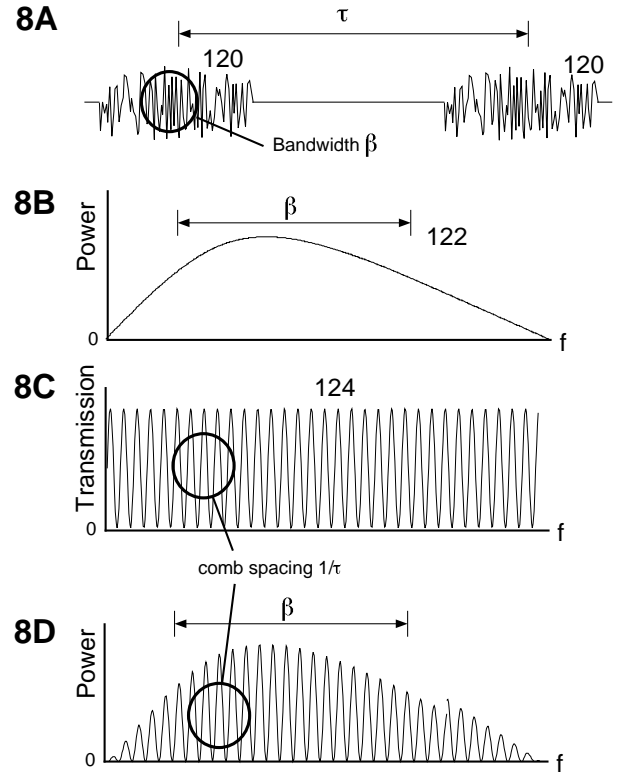 8A
τ
120
120
Bandwidth β
8B
Power
β
122
0
f
8C
Transmission
124
0
f
comb spacing 1/τ
8D
Power
β
0
f